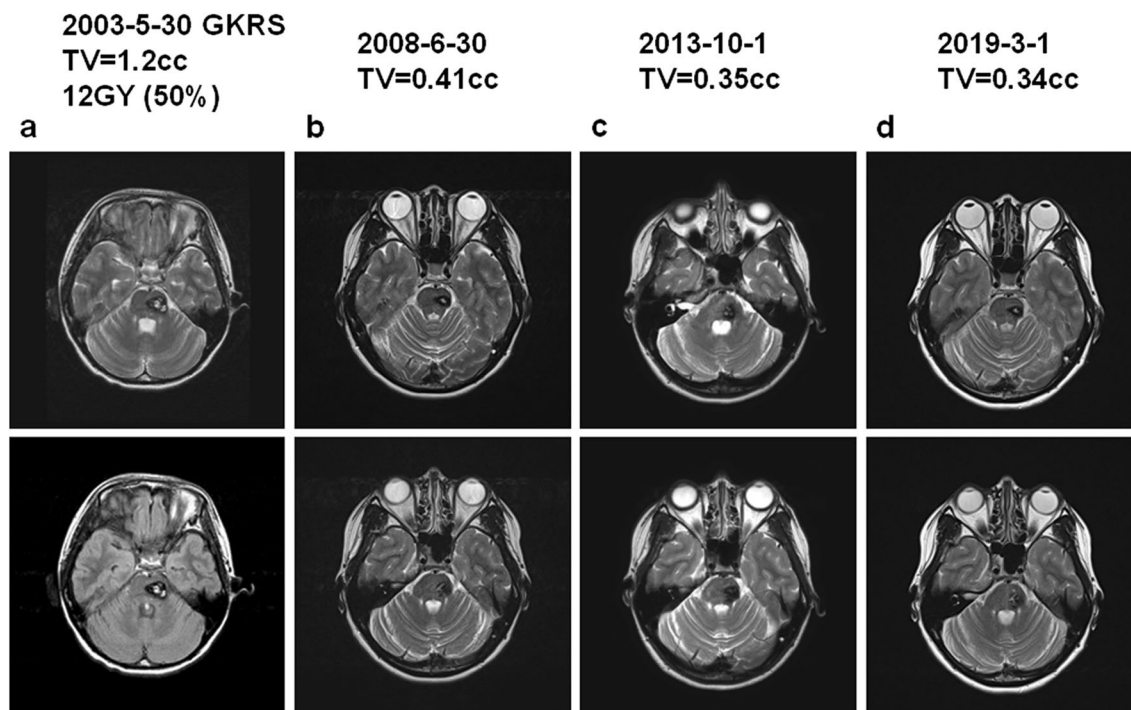 2003-5-30 GKRS
TV=1.2cc
12GY (50%)
a
2008-6-30
TV=0.41cc
b
2013-10-1
TV=0.35cc
c
2019-3-1
TV=0.34cc
d